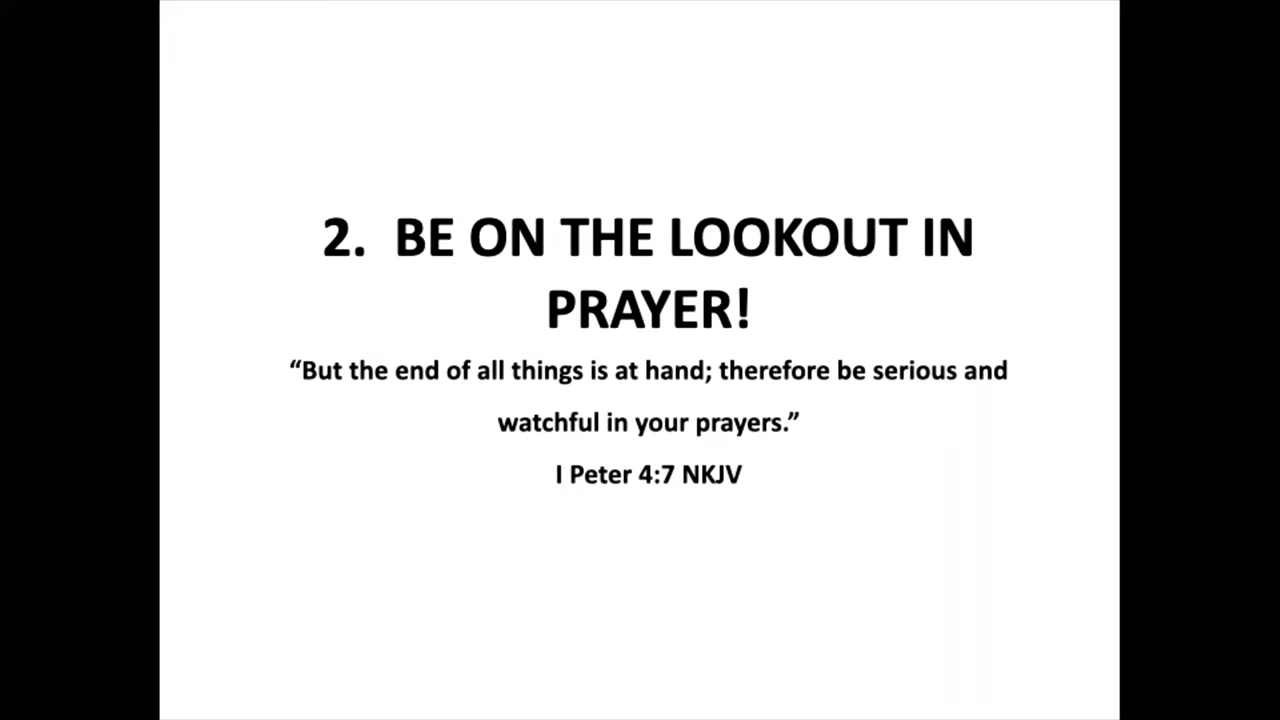 2. BE ON THE LOOKOUT IN
PRAYER!
“But the end of all things is at hand; therefore be serious and
watchful in your prayers.”
I Peter 4:7 NKJV